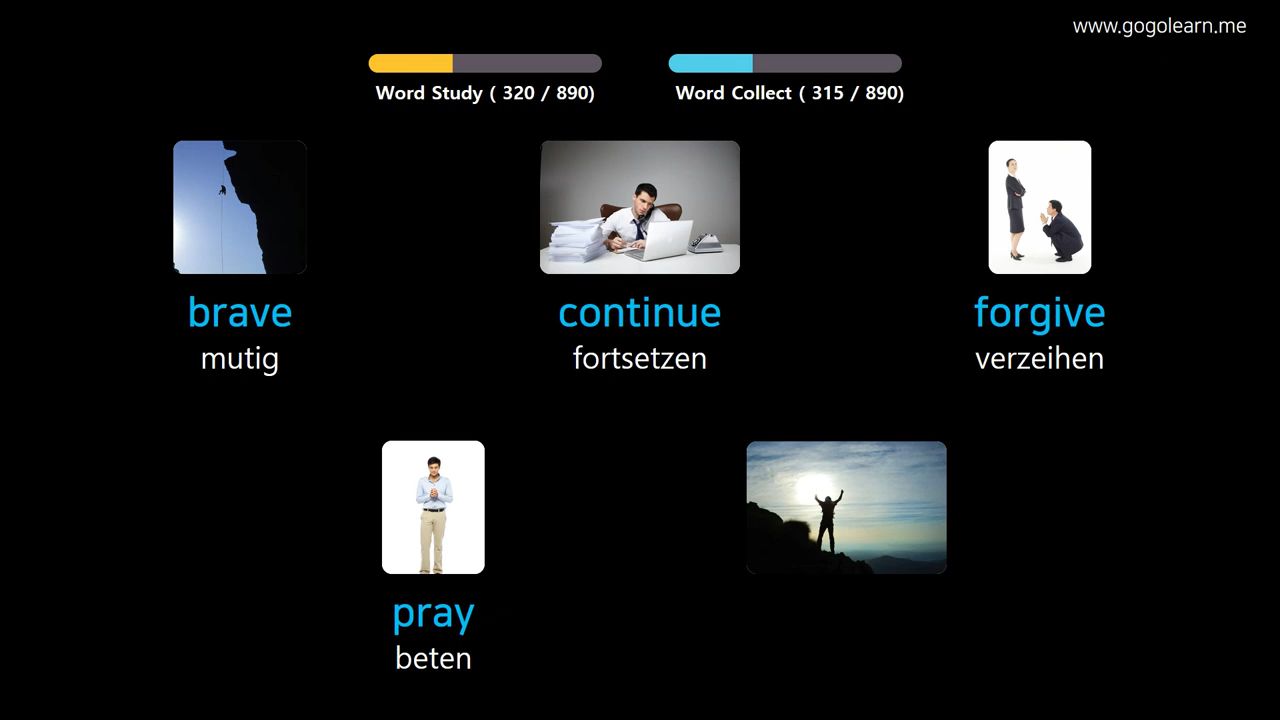 www.gogolearn.me
Word Study ( 320 / 890)
Word Collect ( 315 / 890)
brave
mutig
continue
fortsetzen
forgive
verzeihen
pray
beten